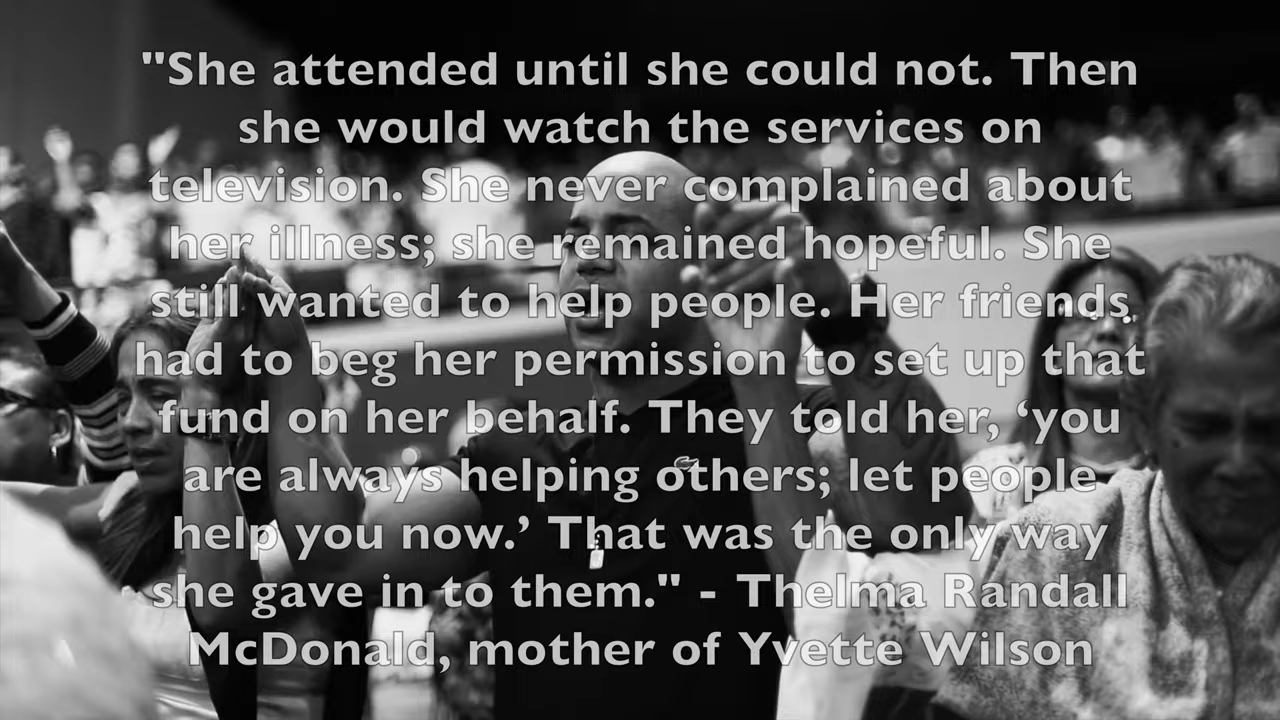 "She attended until she could not. Then
she would watch the services on
television. She never complained about
her illness; she remained hopeful. She
still wanted to help people. Her friends
had to beg her permission to set up that
fund on her behalf. They told her, ‘you
are always helping others; let people
help you now.’ That was the only way
she gave in to them." - Thelma Randall
McDonald, mother of Yvette Wilson